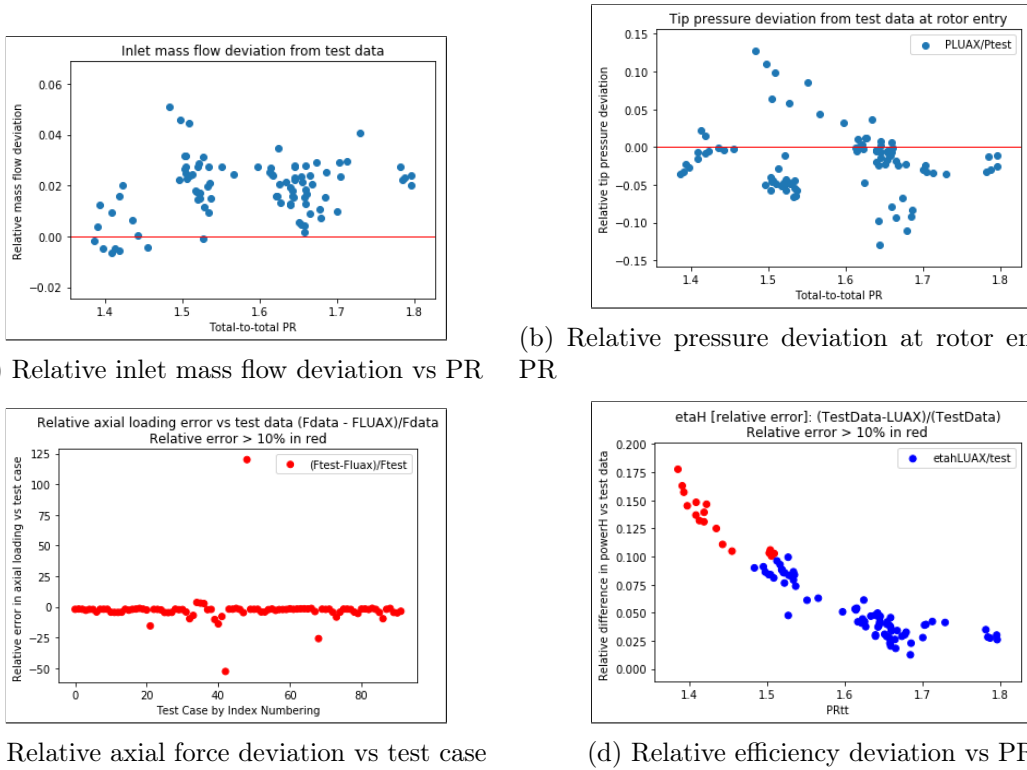 Inlet mass flow deviation from test data
Relative mass flow deviation
0.06
0.04
0.02
0.00
−0.02
1.4 1.5 1.6 1.7 1.8
Total-to-total PR
) Relative inlet mass flow deviation vs PR
Tip pressure deviation from test data at rotor entry
PLUAX/Ptest
Relative tip pressure deviation
0.15
0.10
0.05
0.00
−0.05
−0.10
−0.15
1.4 1.5 1.6 1.7 1.8
Total-to-total PR
(b) Relative pressure deviation at rotor en
PR
Relative axial loading error vs test data (Fdata - FLUAX)/Fdata
Relative error > 10% in red
(Ftest-Fluax)/Ftest
Relative error in axial loading vs test case
125
100
75
50
25
0
−25
−50
0 20 40 60 80
Test Case by Index Numbering
Relative axial force deviation vs test case
etaH [relative error]: (TestData-LUAX)/(TestData)
Relative error > 10% in red
etahLUAX/test
Relative difference in powerH vs test data
0.200
0.175
0.150
0.125
0.100
0.075
0.050
0.025
0.000
1.4 1.5 1.6 1.7 1.8
PRtt
(d) Relative efficiency deviation vs PR